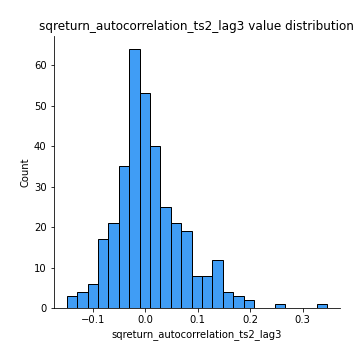 sqreturn_autocorrelation_ts2_lag3 value distribution
60
50
40
30
20
10
0
Count
−0.1 0.0 0.1 0.2 0.3
sqreturn_autocorrelation_ts2_lag3